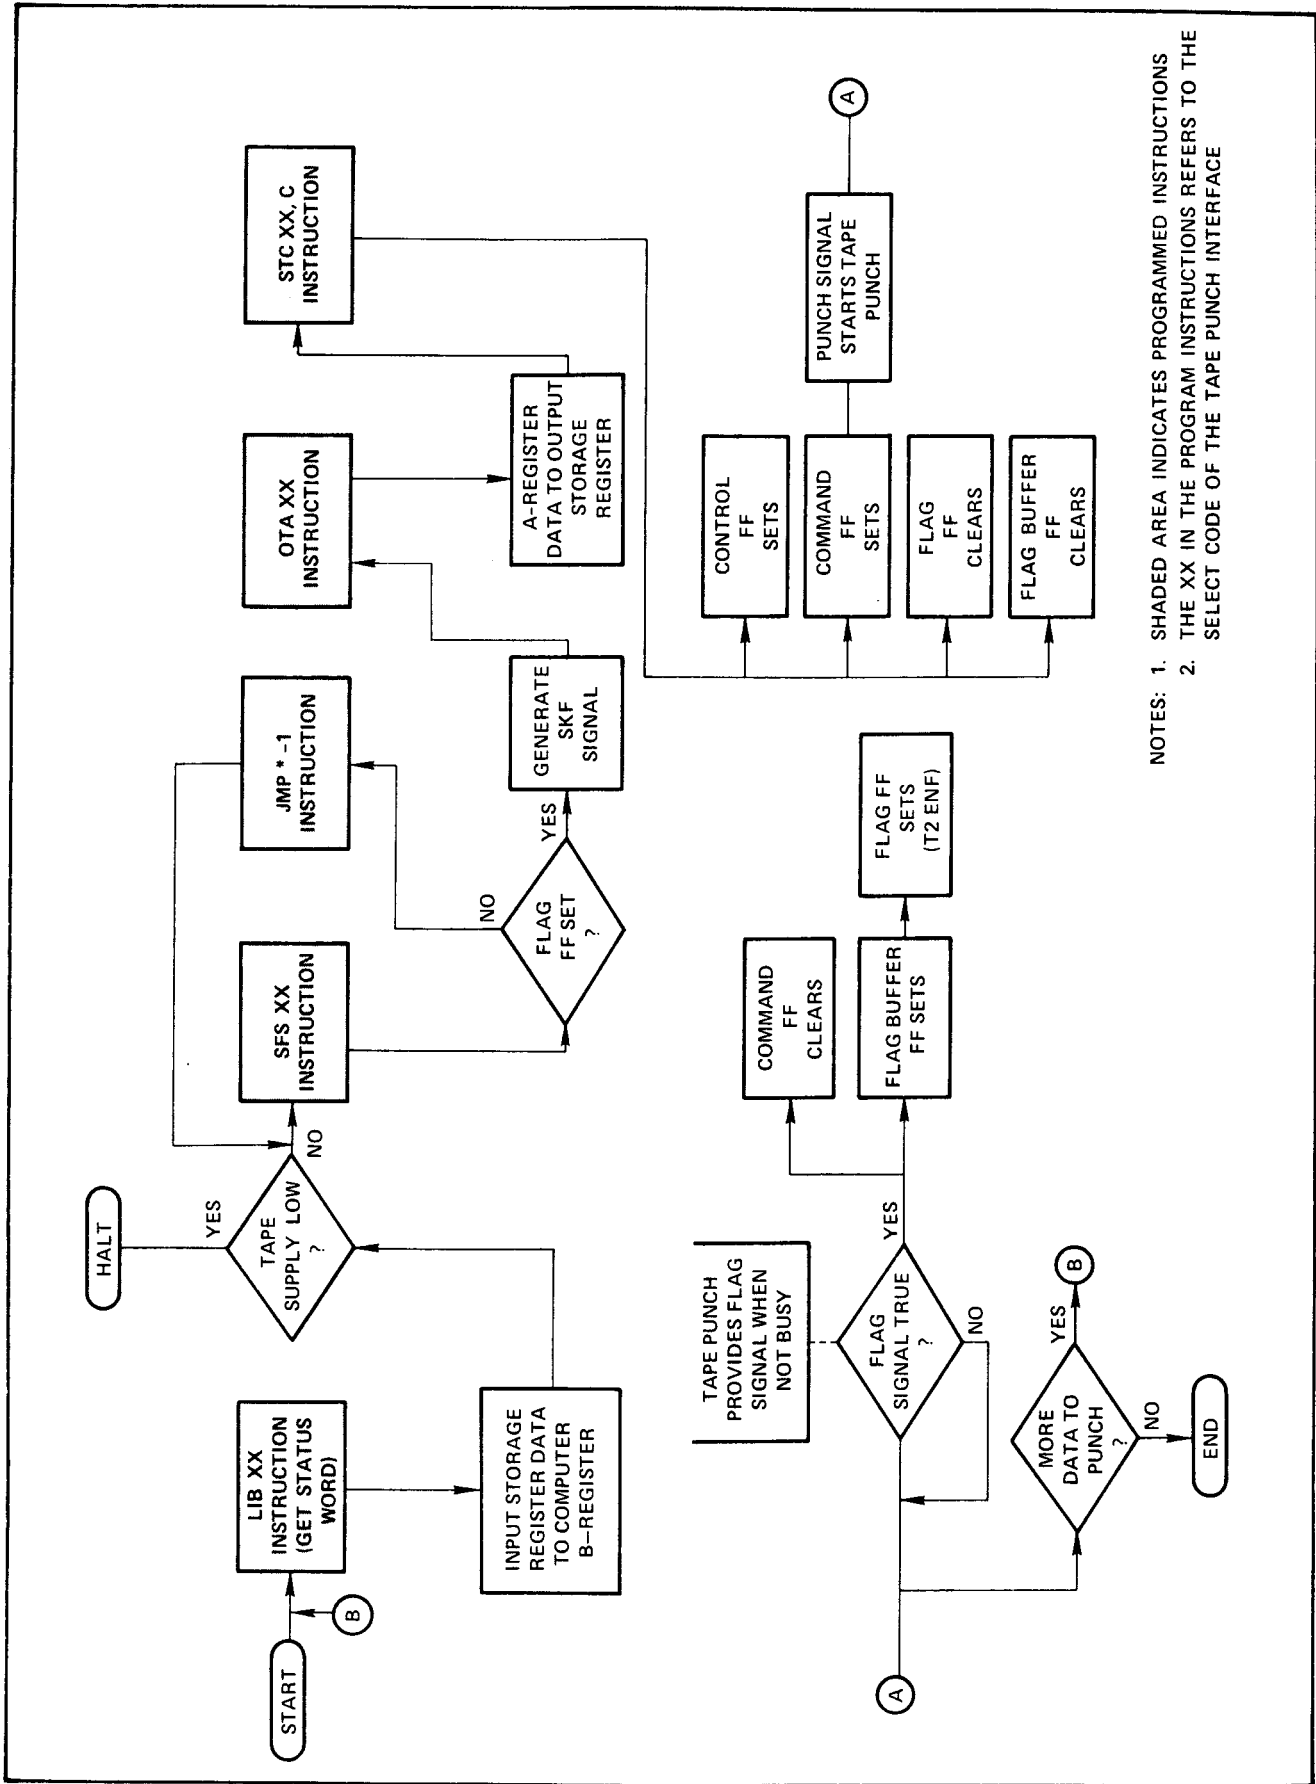 START
B
LIB XX
INSTRUCTION
(GET STATUS
WORD)
INPUT STORAGE
REGISTER DATA
TO COMPUTER
B–REGISTER
HALT
YES
TAPE
SUPPLY LOW
?
NO
SFS XX
INSTRUCTION
FLAG
FF SET
?
NO
YES
JMP * -1
INSTRUCTION
GENERATE
SKF
SIGNAL
OTA XX
INSTRUCTION
A-REGISTER
DATA TO OUTPUT
STORAGE
REGISTER
STC XX, C
INSTRUCTION
CONTROL
FF
SETS
COMMAND
FF
SETS
FLAG
FF
CLEARS
FLAG BUFFER
FF
CLEARS
PUNCH SIGNAL
STARTS TAPE
PUNCH
A
A
TAPE PUNCH
PROVIDES FLAG
SIGNAL WHEN
NOT BUSY
FLAG
SIGNAL TRUE
?
YES
NO
COMMAND
FF
CLEARS
FLAG BUFFER
FF SETS
FLAG FF
SETS
(T2 ENF)
MORE
DATA TO
PUNCH
?
YES
B
NO
END
NOTES: 1. SHADED AREA INDICATES PROGRAMMED INSTRUCTIONS
2. THE XX IN THE PROGRAM INSTRUCTIONS REFERS TO THE
SELECT CODE OF THE TAPE PUNCH INTERFACE